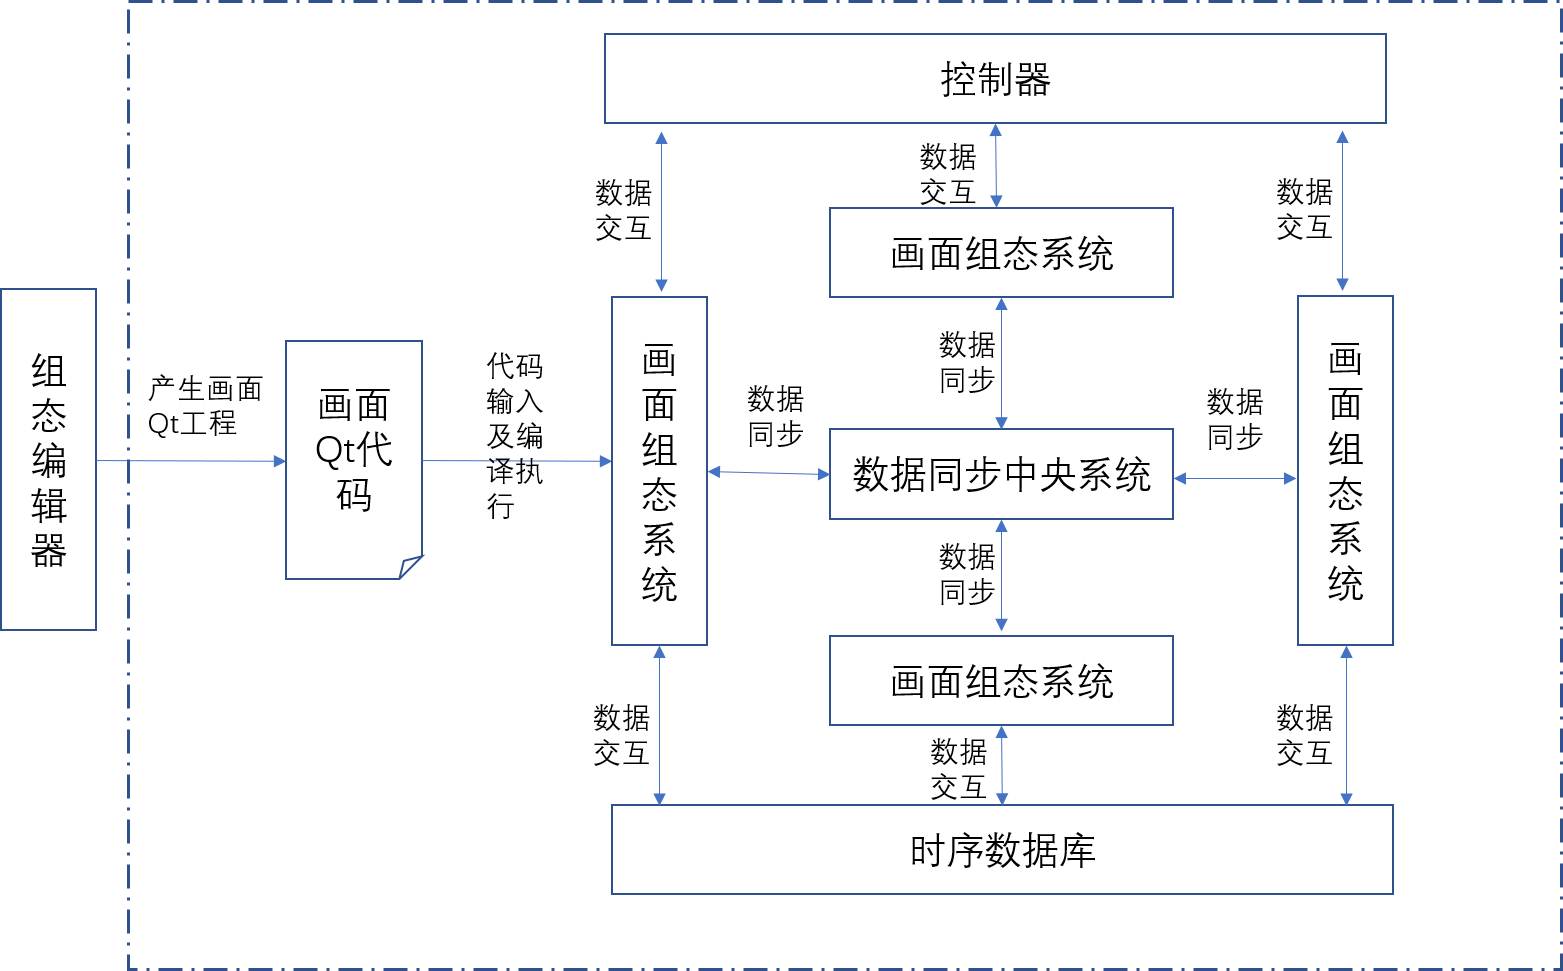 控制器
数据
交互
数据
交互
数据
交互
画面组态系统
组
态
编
辑
器
产生画面
Qt工程
画面
Qt代
码
代码
输入
及编
译执
行
画
面
组
态
系
统
数据
同步
数据
同步
数据同步中央系统
数据
同步
数据
同步
画
面
组
态
系
统
画面组态系统
数据
交互
数据
交互
数据
交互
时序数据库